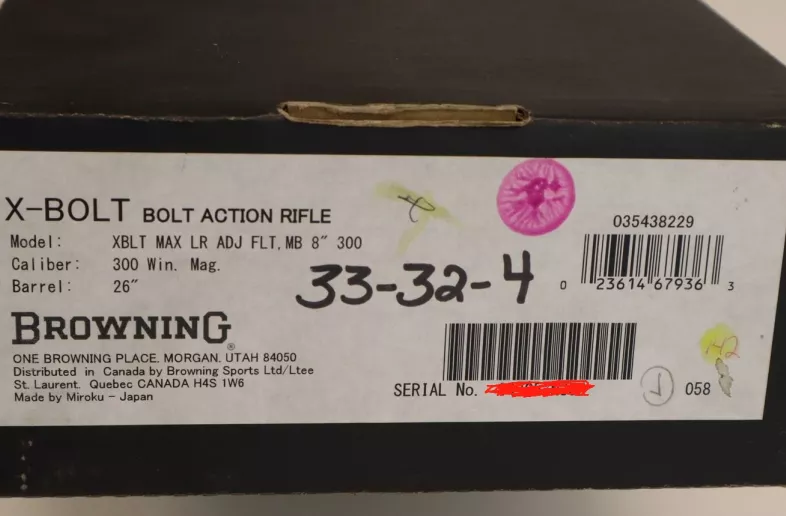 X-BOLT BOLT ACTION RIFLE
Model: XBLT MAX LR ADJ FLT, MB 8" 300
Caliber: 300 Win. Mag.
Barrel: 26"
33-32-4
035438229
0 23614 67936 3
BROWNING®
ONE BROWNING PLACE. MORGAN. UTAH 84050
Distributed in Canada by Browning Sports Ltd/Ltee
St. Laurent. Quebec CANADA H4S 1W6
Made by Miroku - Japan
SERIAL No.
058